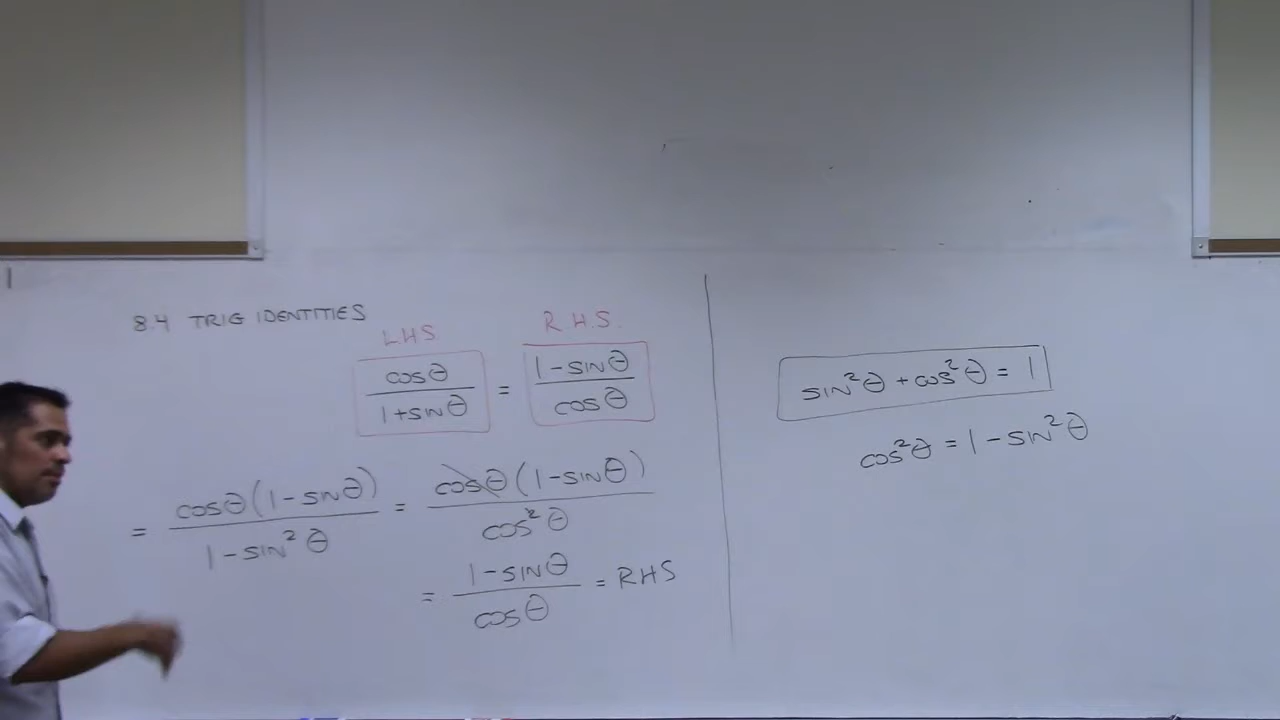 8.4 TRIG IDENTITIES
LHS R.H.S.
cosθ/1+sinθ = 1-sinθ/cosθ
= cosθ(1-sinθ)/1-sin²θ = cosθ(1-sinθ)/cos²θ
= 1-sinθ/cosθ = RHS
sin²θ+cos²θ = 1
cos²θ = 1-sin²θ